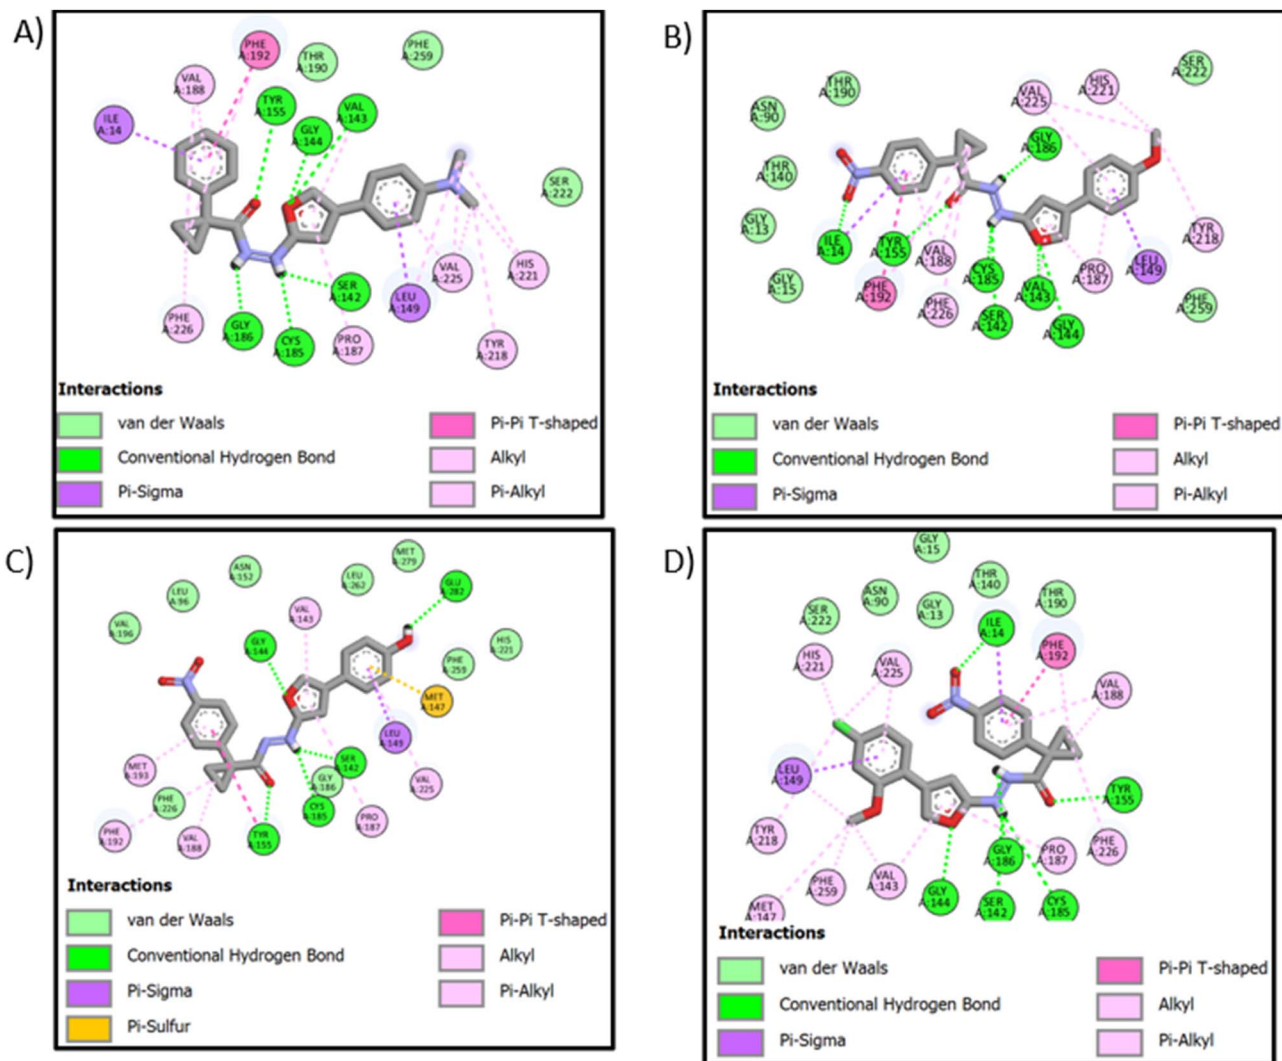 A)
PHE
A:192
THR
A:190
PHE
A:259
VAL
A:188
TYR
A:155
VAL
A:143
ILE
A:14
GLY
A:144
SER
A:222
SER
A:142
VAL
A:225
HIS
A:221
LEU
A:149
PHE
A:226
GLY
A:186
CYS
A:185
PRO
A:187
TYR
A:218
Interactions
van der Waals
Conventional Hydrogen Bond
Pi-Sigma
Pi-Pi T-shaped
Alkyl
Pi-Alkyl
B)
SER
A:222
THR
A:190
VAL
A:225
HIS
A:221
ASN
A:90
GLY
A:186
THR
A:140
GLY
A:13
ILE
A:14
TYR
A:155
VAL
A:188
TYR
A:218
GLY
A:15
PHE
A:192
CYS
A:185
VAL
A:143
PRO
A:187
LEU
A:149
PHE
A:226
SER
A:142
GLY
A:144
PHE
A:259
Interactions
van der Waals
Conventional Hydrogen Bond
Pi-Sigma
Pi-Pi T-shaped
Alkyl
Pi-Alkyl
C)
MET
A:279
ASN
A:152
LEU
A:262
GLU
A:282
LEU
A:96
VAL
A:143
VAL
A:196
GLY
A:144
HIS
A:221
PHE
A:259
MET
A:147
LEU
A:149
MET
A:193
SER
A:142
GLY
A:186
VAL
A:225
PHE
A:226
CYS
A:185
PRO
A:187
PHE
A:192
VAL
A:188
TYR
A:155
Interactions
van der Waals
Conventional Hydrogen Bond
Pi-Sigma
Pi-Sulfur
Pi-Pi T-shaped
Alkyl
Pi-Alkyl
D)
GLY
A:15
THR
A:140
ASN
A:90
GLY
A:13
THR
A:190
SER
A:222
ILE
A:14
HIS
A:221
VAL
A:225
PHE
A:192
VAL
A:188
LEU
A:149
TYR
A:155
TYR
A:218
GLY
A:186
PRO
A:187
PHE
A:226
PHE
A:259
VAL
A:143
GLY
A:144
SER
A:142
CYS
A:185
MET
A:147
Interactions
van der Waals
Conventional Hydrogen Bond
Pi-Sigma
Pi-Pi T-shaped
Alkyl
Pi-Alkyl